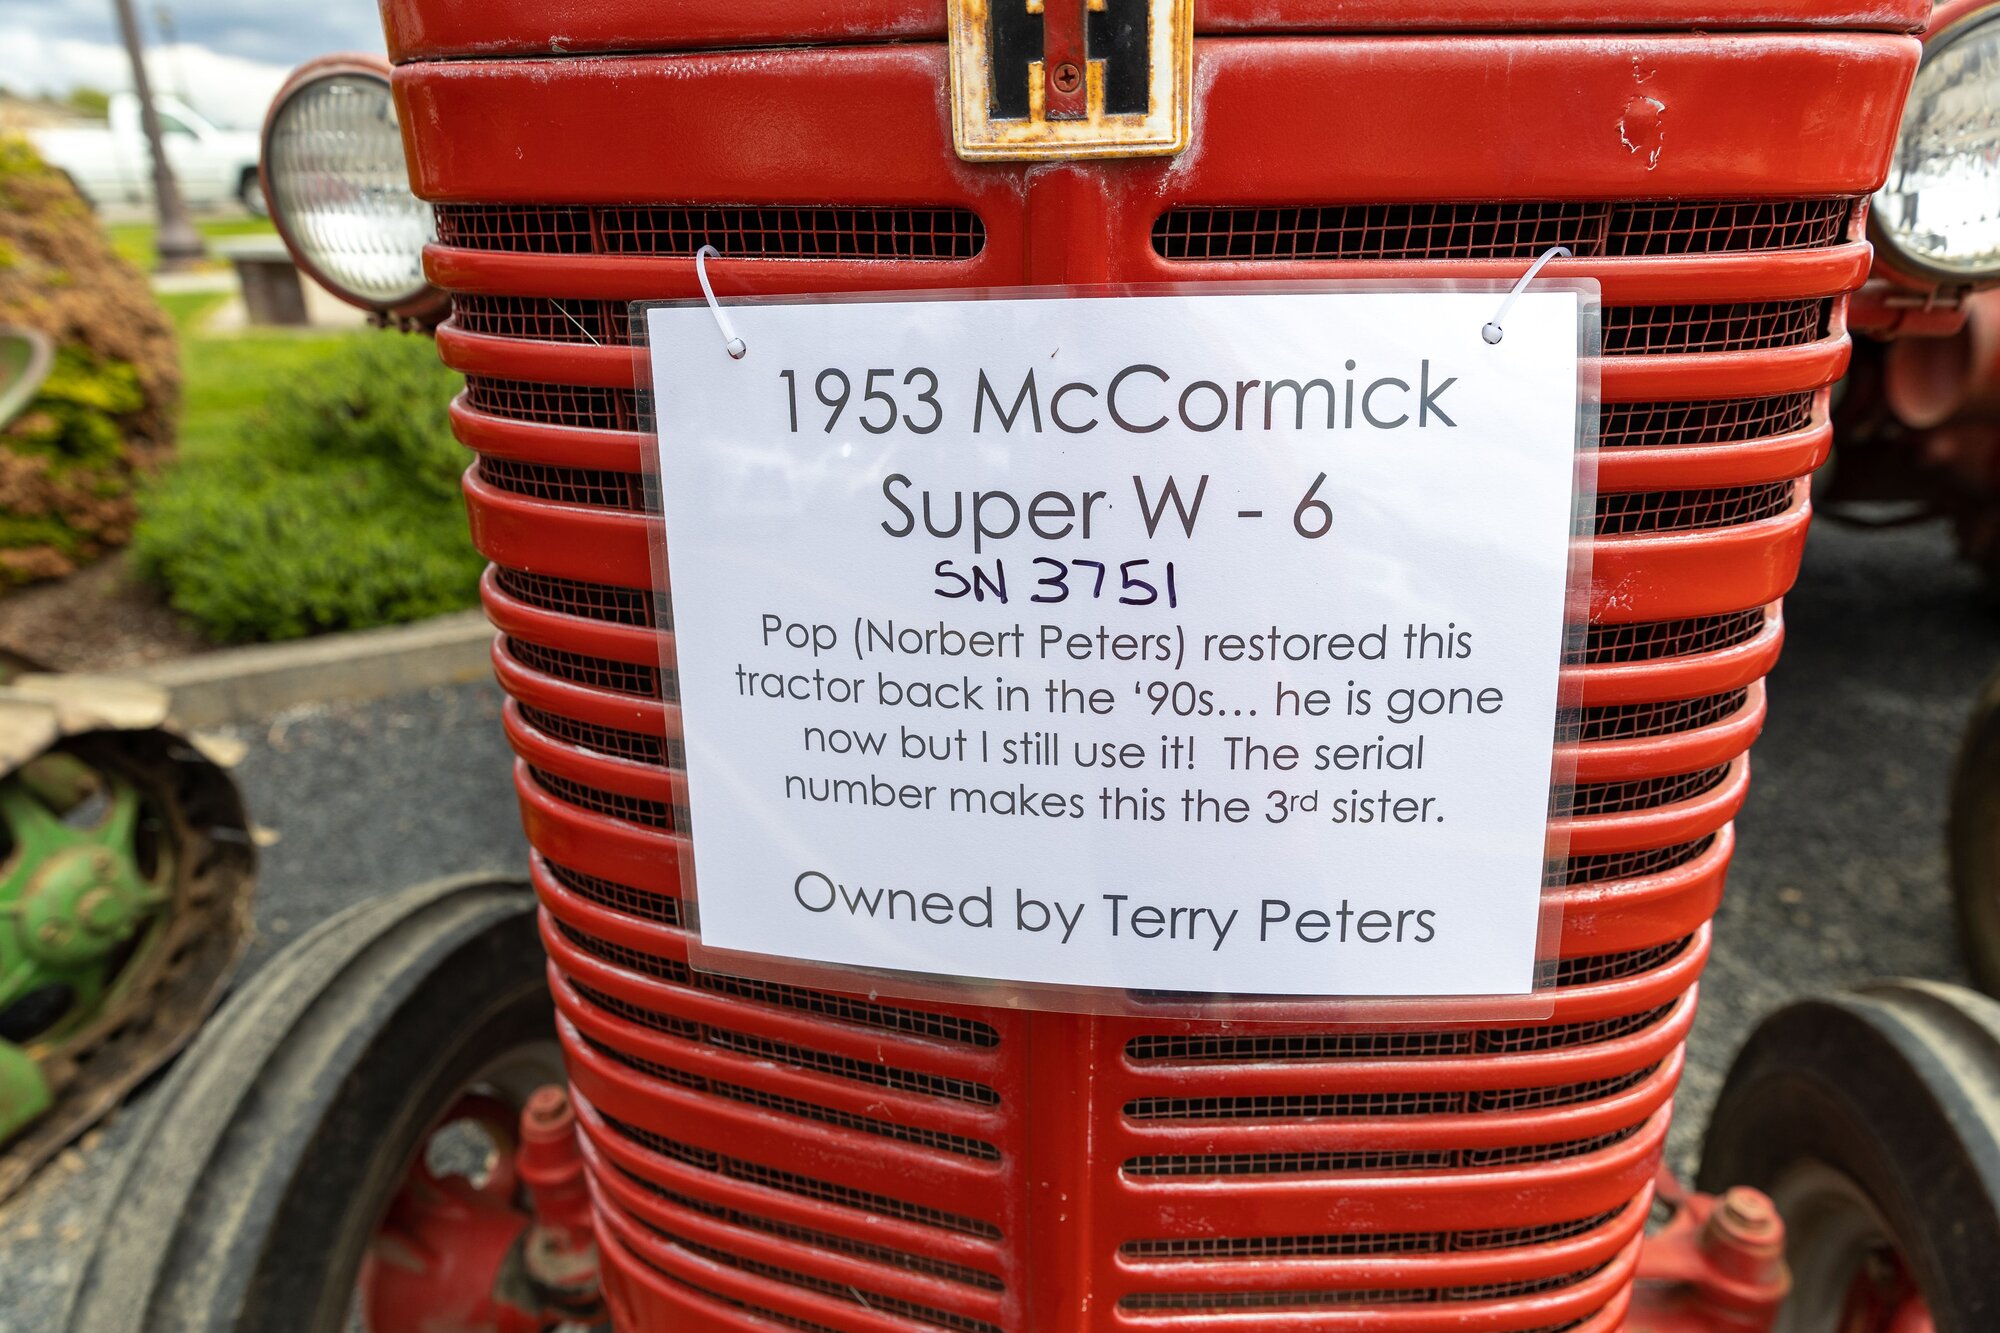 1953 McCormick
Super W - 6
SN 3751
Pop (Norbert Peters) restored this
tractor back in the ‘90s... he is gone
now but I still use it!  The serial
number makes this the 3rd sister.
Owned by Terry Peters